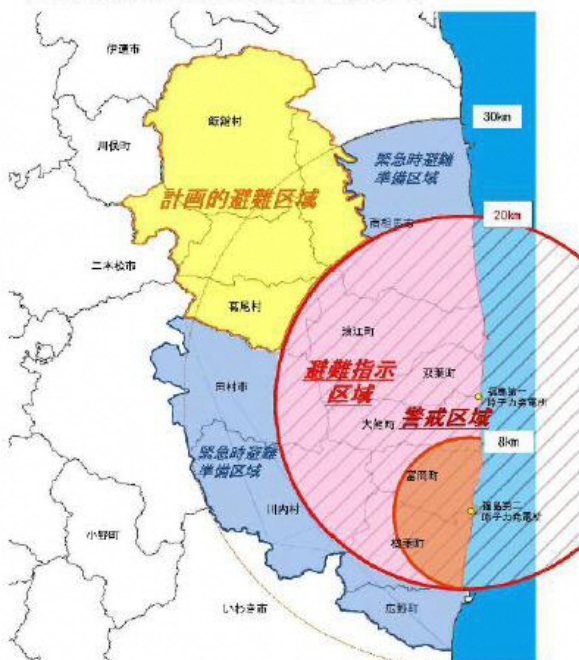 伊達市
飯舘村
川俣町
30km
緊急時避難
準備区域
計画的避難区域
南相馬市
20km
二本松市
葛尾村
浪江町
避難指示
区域
双葉町
田村市
福島第一
原子力発電所
大熊町
警戒区域
8km
緊急時避難
準備区域
富岡町
川内村
福島第二
原子力発電所
小野町
楢葉町
いわき市
広野町